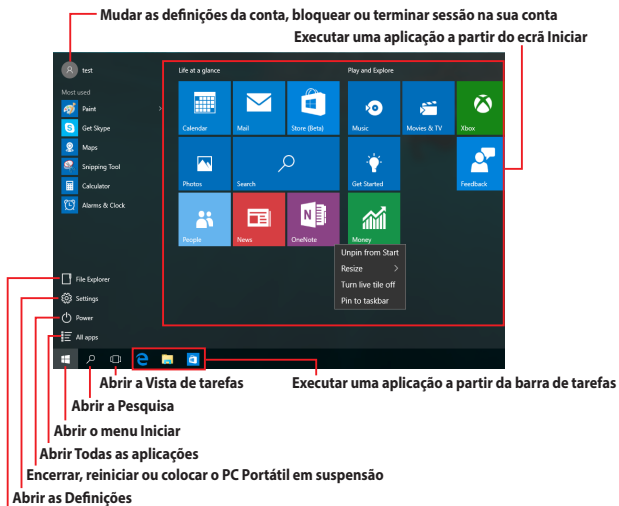 Mudar as definições da conta, bloquear ou terminar sessão na sua conta
Executar uma aplicação a partir do ecrã Iniciar
test
Most used
Paint
Get Skype
Maps
Snipping Tool
Calculator
Alarms & Clock
File Explorer
Settings
Power
All apps
Life at a glance
Play and Explore
Calendar
Mail
Store (Beta)
Music
Movies & TV
Xbox
Photos
Search
Get Started
Feedback
People
News
OneNote
Money
Unpin from Start
Resize
Turn live tile off
Pin to taskbar
Abrir a Vista de tarefas
Executar uma aplicação a partir da barra de tarefas
Abrir a Pesquisa
Abrir o menu Iniciar
Abrir Todas as aplicações
Encerrar, reiniciar ou colocar o PC Portátil em suspensão
Abrir as Definições